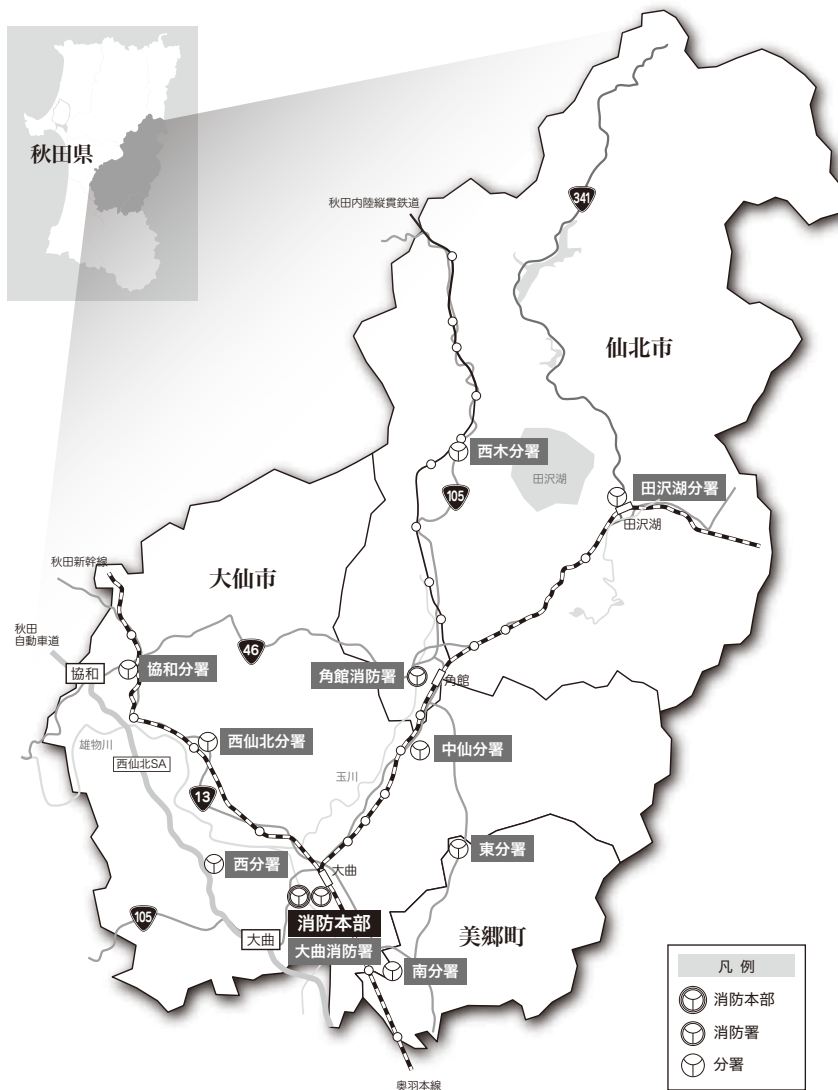 秋田県
秋田内陸縦貫鉄道
341
仙北市
西木分署
田沢湖
田沢湖分署
105
田沢湖
秋田新幹線
大仙市
秋田
自動車道
46
協和
協和分署
角館消防署
角館
雄物川
西仙北分署
中仙分署
西仙北SA
玉川
13
西分署
大曲
東分署
105
消防本部
大曲
大曲消防署
美郷町
南分署
奥羽本線
凡 例
消防本部
消防署
分署